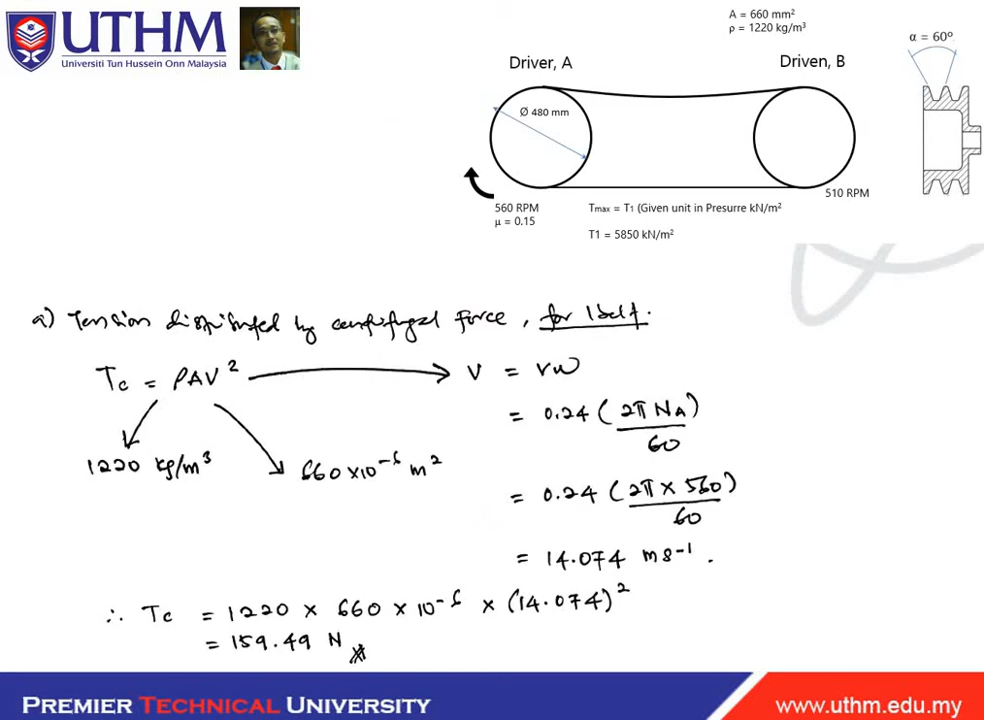 UTHM
Universiti Tun Hussein Onn Malaysia
A = 660 mm²
ρ = 1220 kg/m³
α = 60°
Driver, A
Driven, B
Ø 480 mm
510 RPM
560 RPM
μ = 0.15
Tmax = T1 (Given unit in Presurre kN/m²
T1 = 5850 kN/m²
a) Tension distributed by centrifugal force, for 1 belt.
Tc = ρAV² → V = rω
1220 kg/m³
660 x 10⁻⁶ m²
= 0.24 (2π NA / 60)
= 0.24 (2π x 560 / 60)
= 14.074 ms⁻¹.
∴ Tc = 1220 x 660 x 10⁻⁶ x (14.074)²
= 159.49 N
PREMIER TECHNICAL UNIVERSITY
www.uthm.edu.my